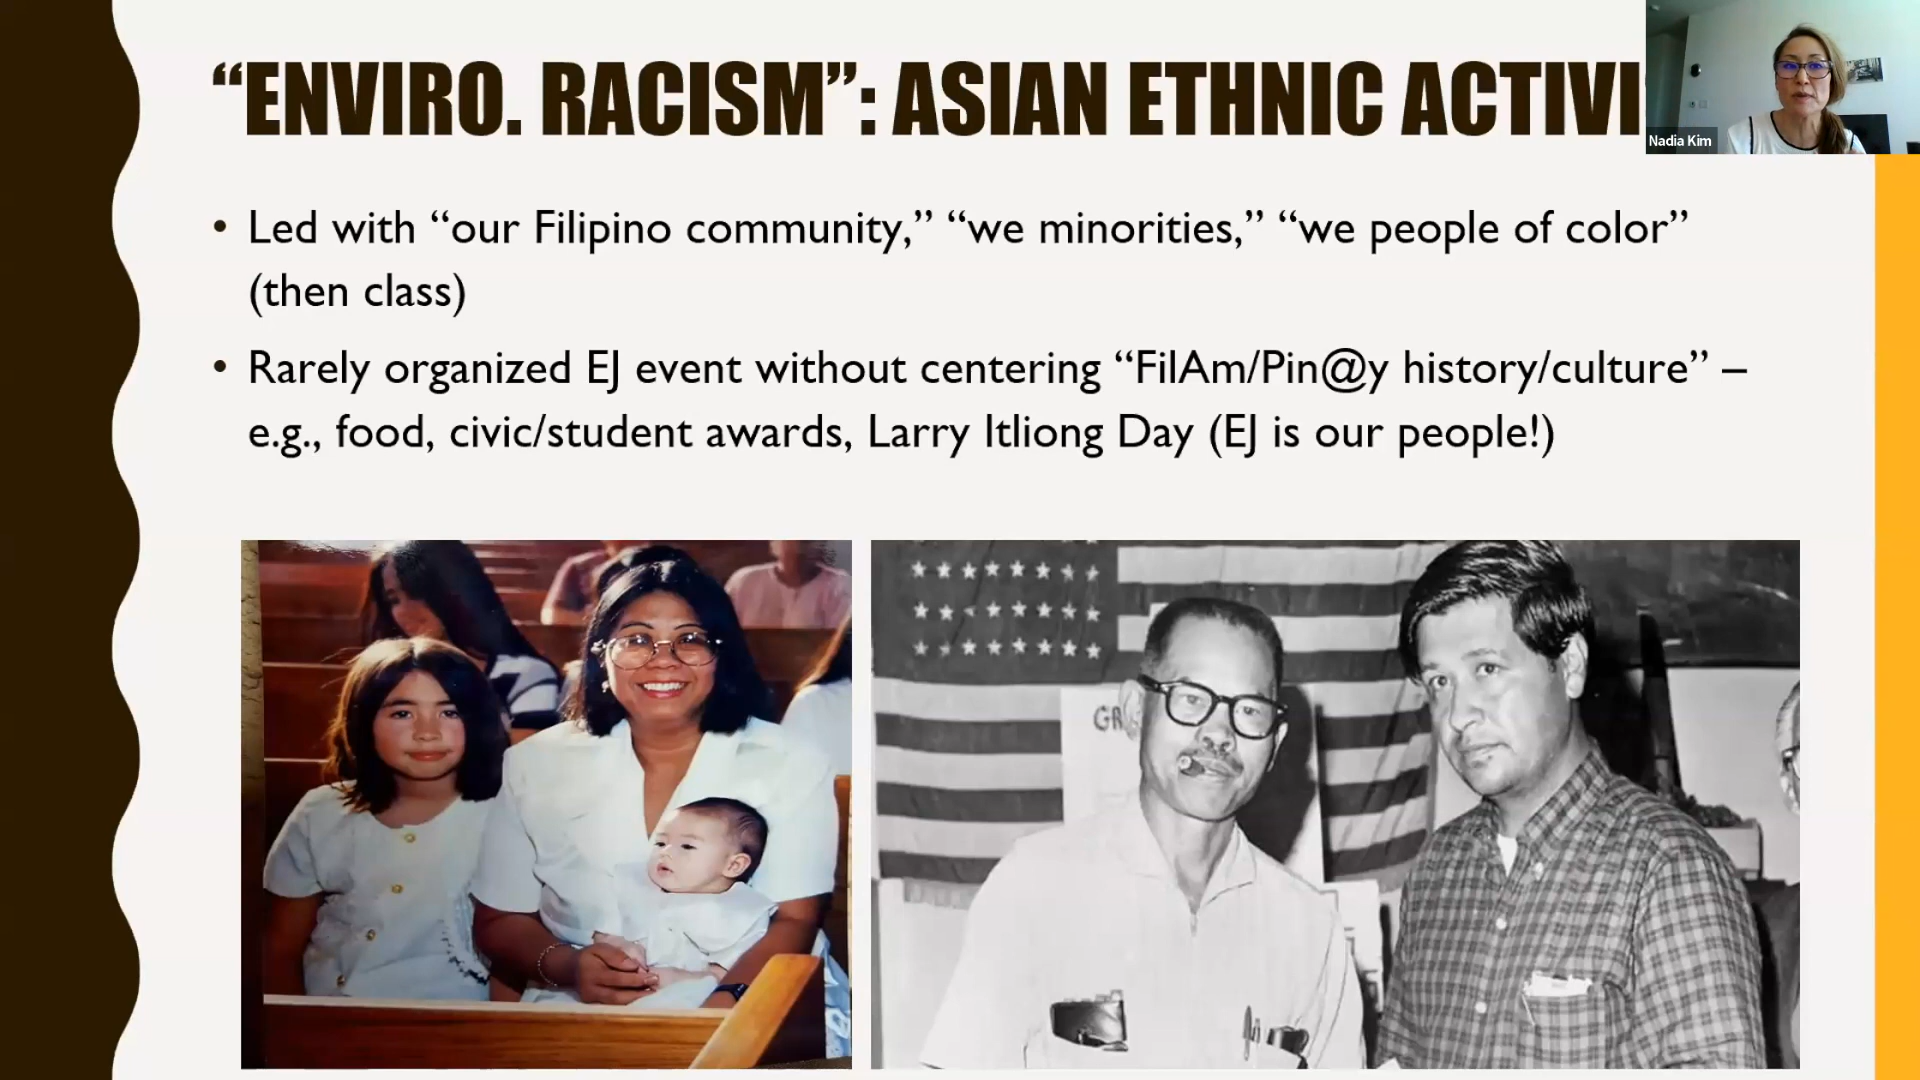 “ENVIRO. RACISM”: ASIAN ETHNIC ACTIVI
Nadia Kim
• Led with “our Filipino community,” “we minorities,” “we people of color”
(then class)
• Rarely organized EJ event without centering “FilAm/Pin@y history/culture” –
e.g., food, civic/student awards, Larry Itliong Day (EJ is our people!)
GR